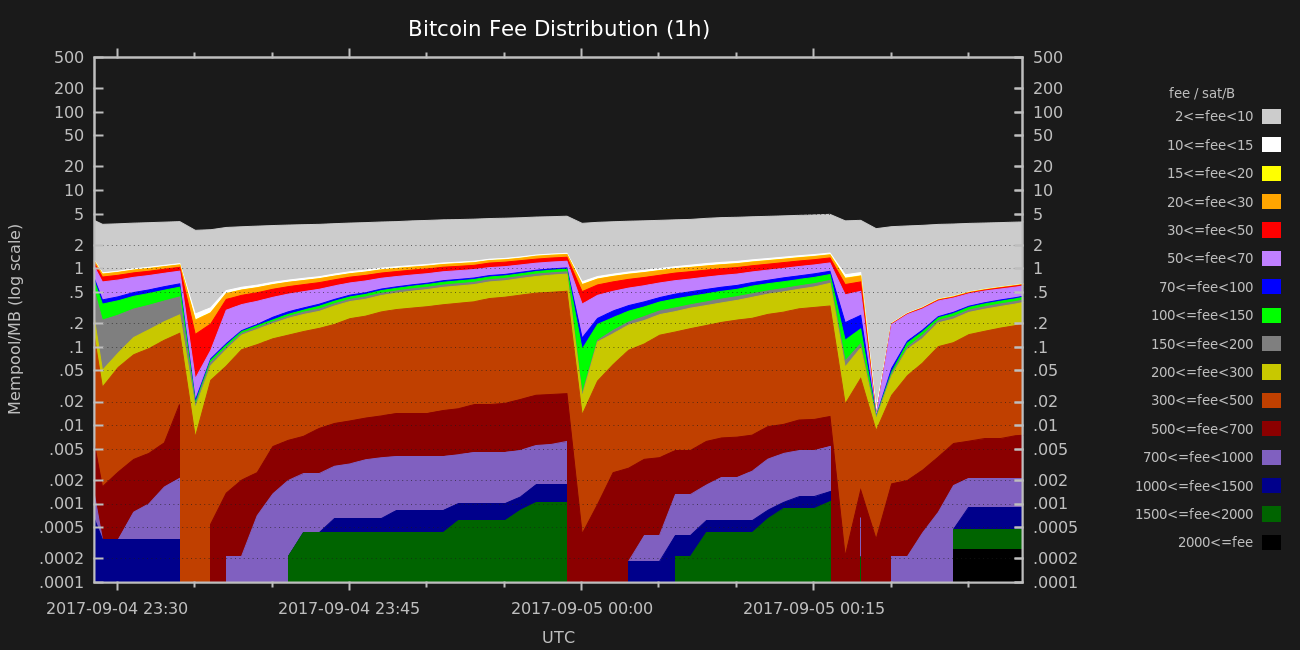 Bitcoin Fee Distribution (1h)
500 500
200 200
100 100
50 50
20 20
10 10
5 5
2 2
1 1
.5 .5
.2 .2
.1 .1
.05 .05
.02 .02
.01 .01
.005 .005
.002 .002
.001 .001
.0005 .0005
.0002 .0002
.0001 .0001
Mempool/MB (log scale)
2017-09-04 23:30 2017-09-04 23:45 2017-09-05 00:00 2017-09-05 00:15
UTC
fee / sat/B
2<=fee<10
10<=fee<15
15<=fee<20
20<=fee<30
30<=fee<50
50<=fee<70
70<=fee<100
100<=fee<150
150<=fee<200
200<=fee<300
300<=fee<500
500<=fee<700
700<=fee<1000
1000<=fee<1500
1500<=fee<2000
2000<=fee